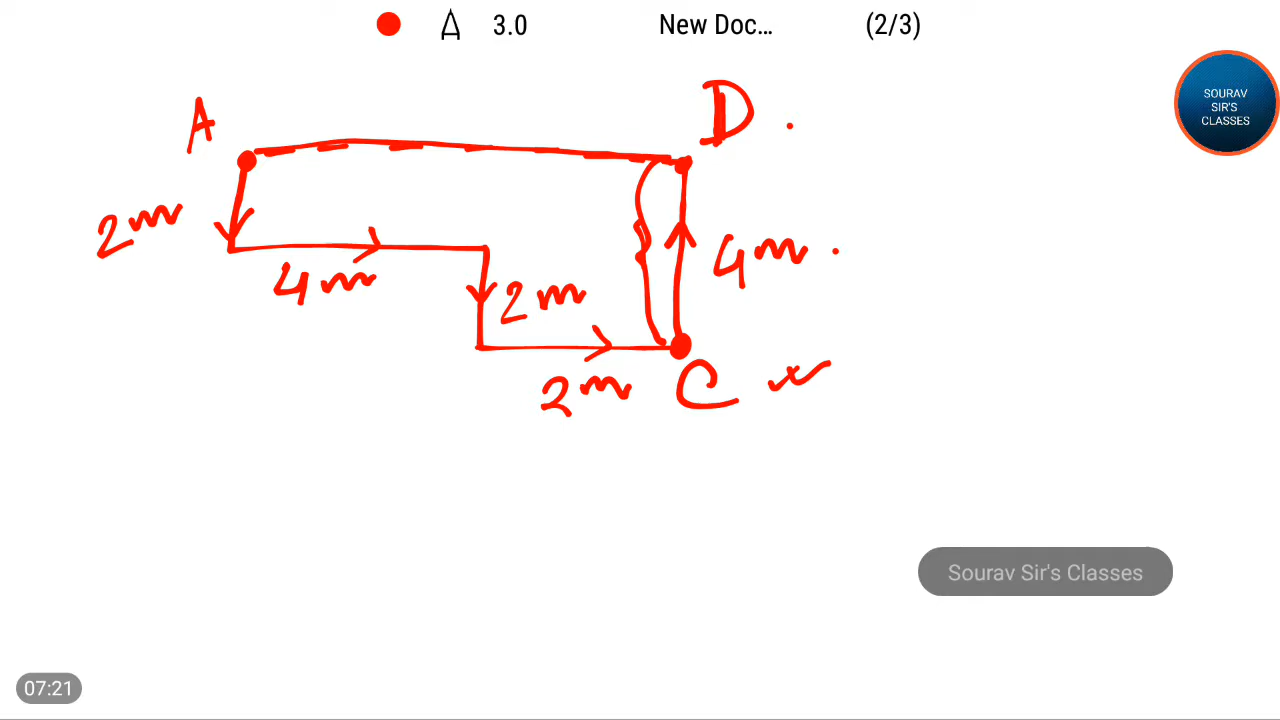 3.0 New Doc... (2/3)
SOURAV
SIR'S
CLASSES
A
D .
2m
4m
2m
4m .
2m
C
Sourav Sir's Classes
07:21